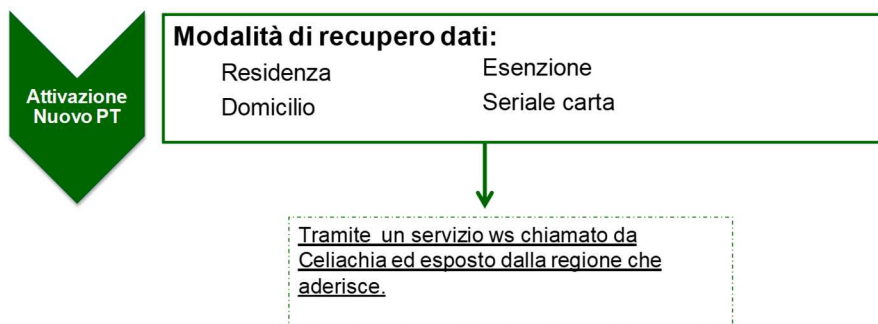 Attivazione
Nuovo PT
Modalità di recupero dati:
Residenza
Esenzione
Domicilio
Seriale carta
Tramite un servizio ws chiamato da
Celiachia ed esposto dalla regione che
aderisce.